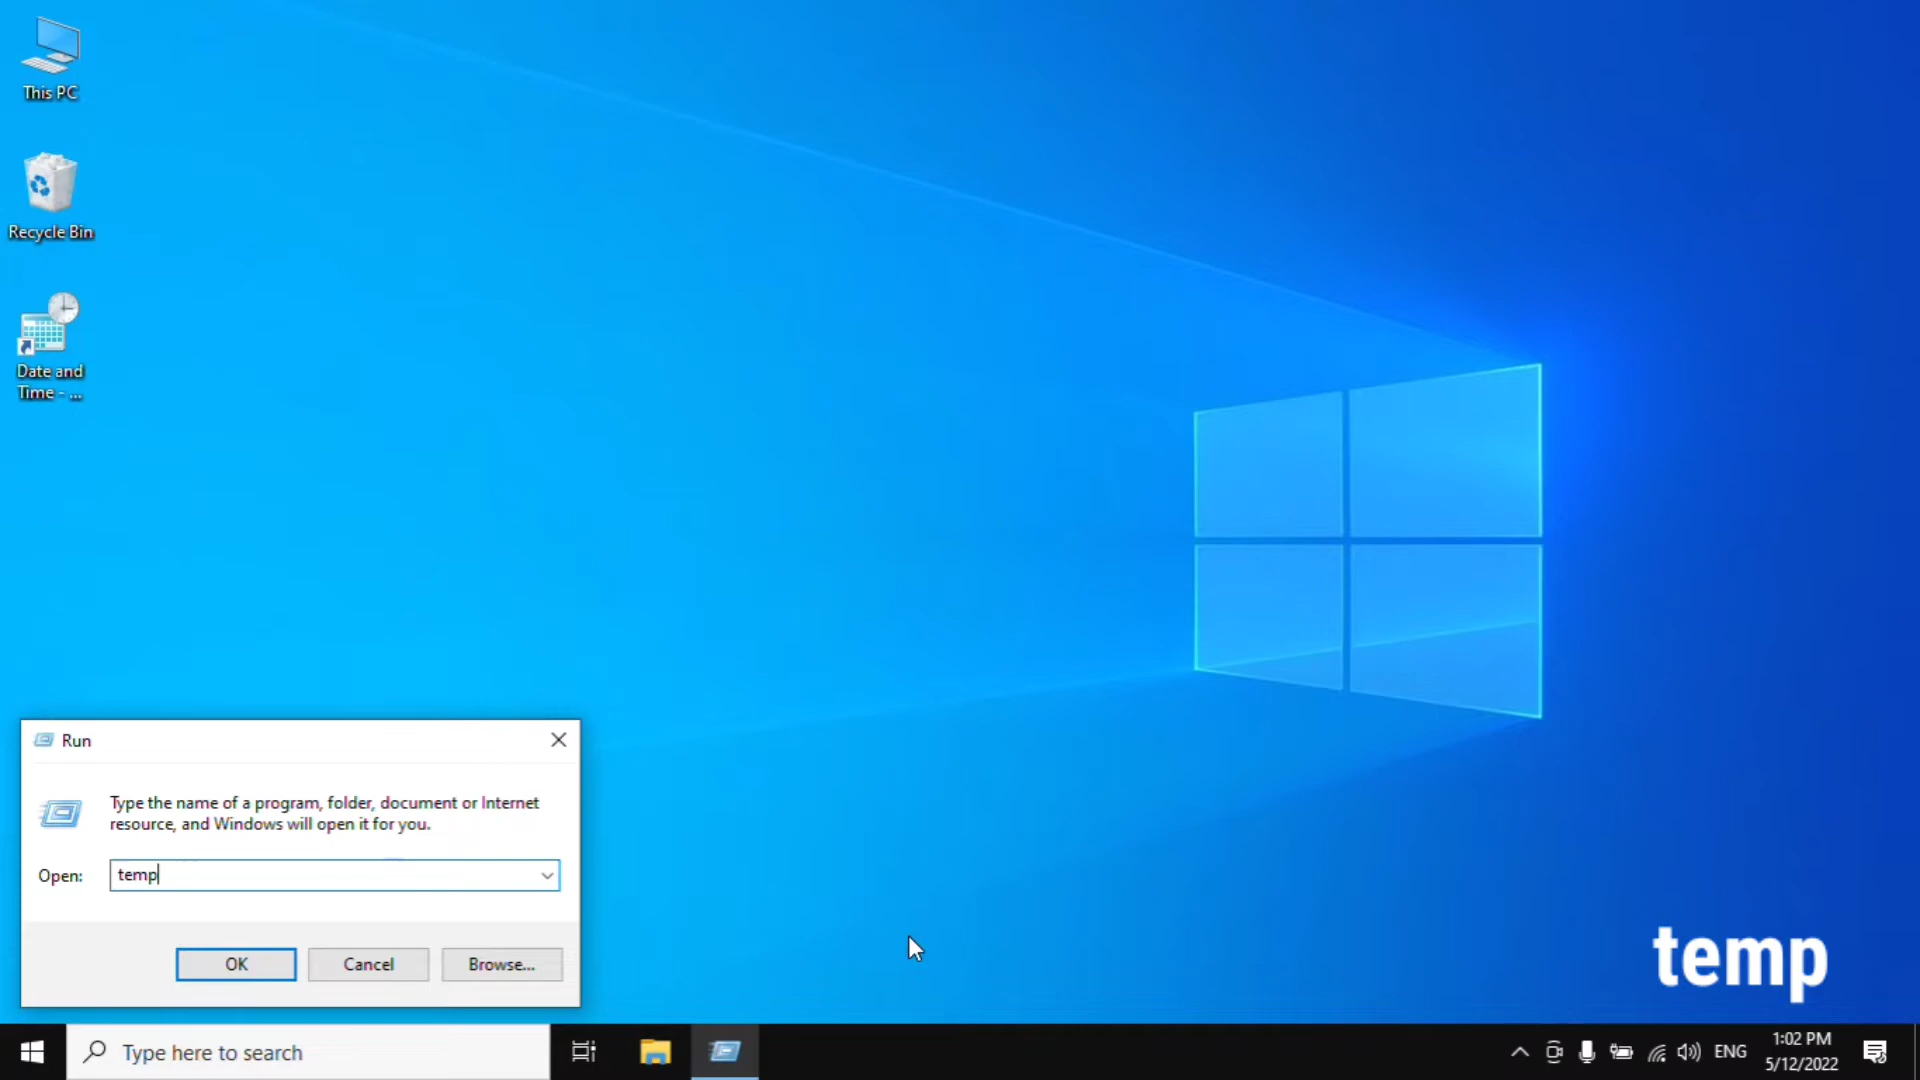 This PC
Recycle Bin
Date and
Time - ...
Run
Type the name of a program, folder, document or Internet
resource, and Windows will open it for you.
Open:
temp
OK
Cancel
Browse...
temp
Type here to search
ENG
1:02 PM
5/12/2022